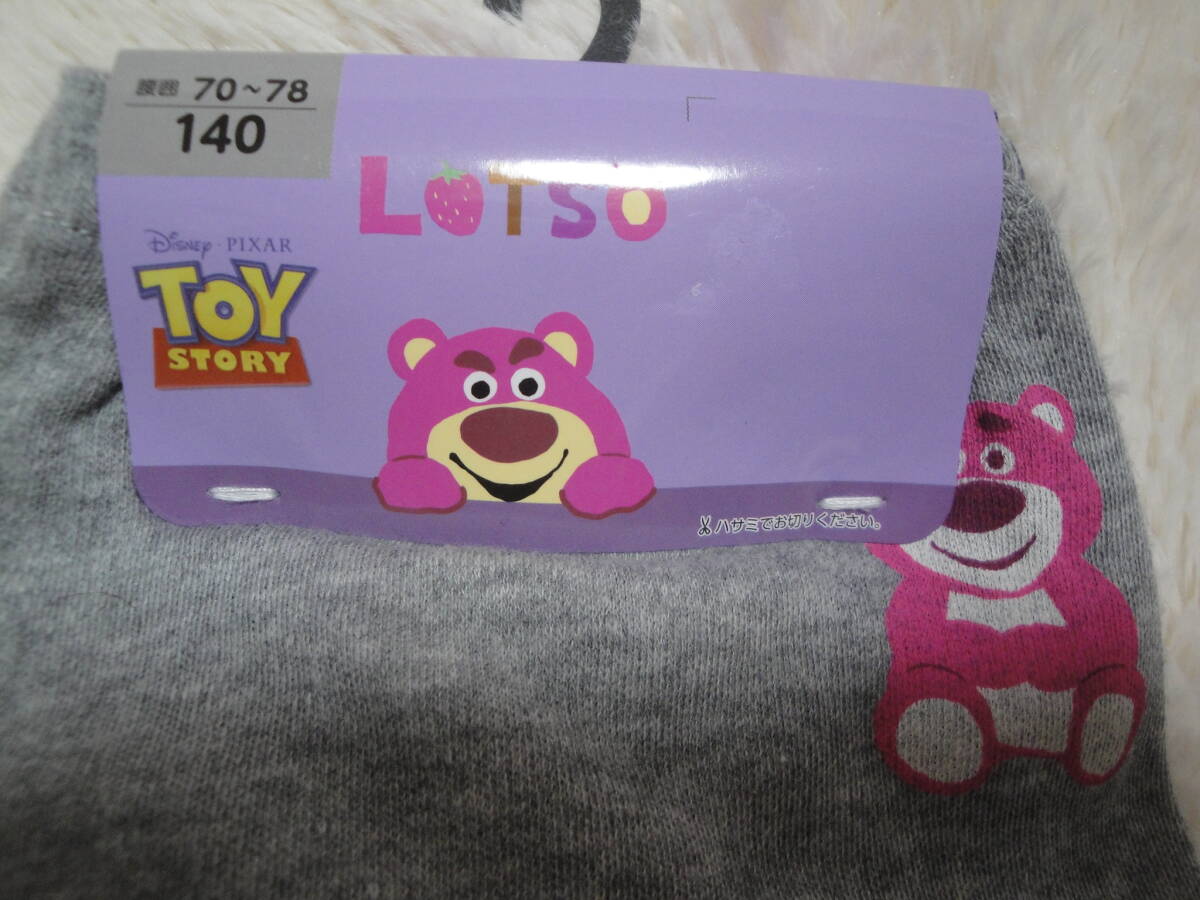 腹囲 70～78
140
LOTSO
Disney · PIXAR
TOY
STORY
ハサミでお切りください。